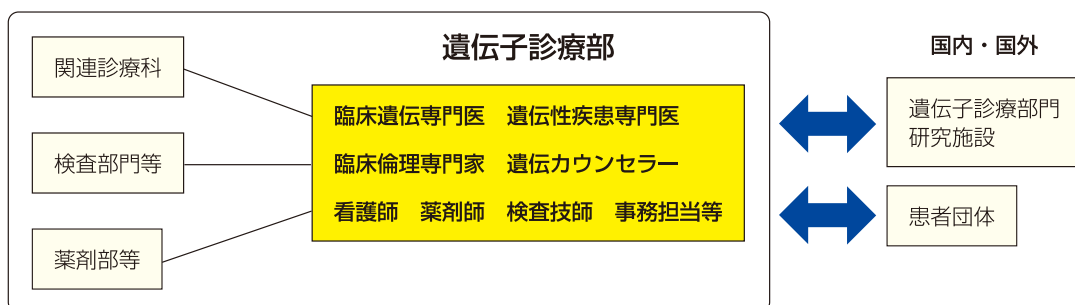 遺伝子診療部
関連診療科
検査部門等
薬剤部等
臨床遺伝専門医　遺伝性疾患専門医
臨床倫理専門家　遺伝カウンセラー
看護師　薬剤師　検査技師　事務担当等
国内・国外
遺伝子診療部門
研究施設
患者団体